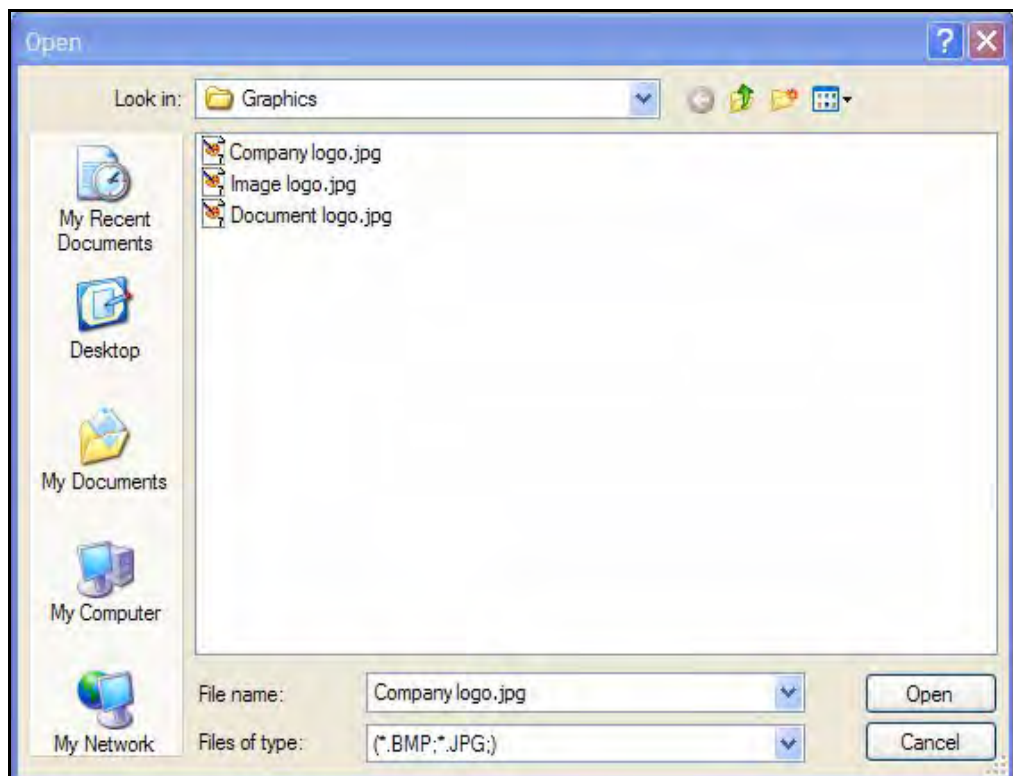 Open
Look in: Graphics
Company logo.jpg
Image logo.jpg
Document logo.jpg
My Recent
Documents
Desktop
My Documents
My Computer
My Network
File name: Company logo.jpg Open
Files of type: (*.BMP;*.JPG;) Cancel